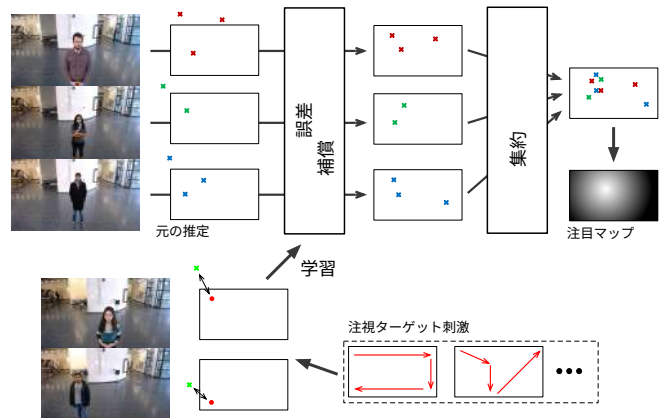 誤差
補償
集約
元の推定
注目マップ
学習
注視ターゲット刺激